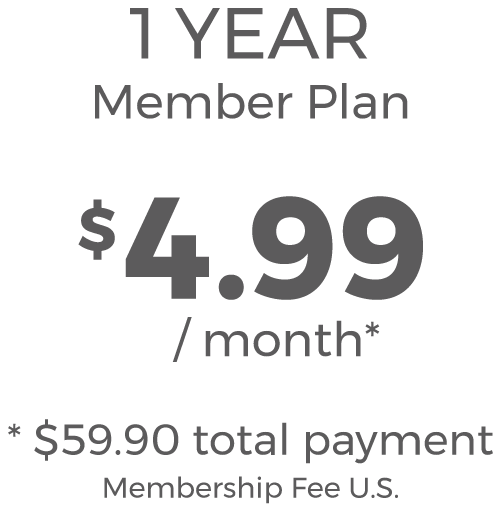 1 YEAR
Member Plan
$4.99
/ month*
* $59.90 total payment
Membership Fee U.S.